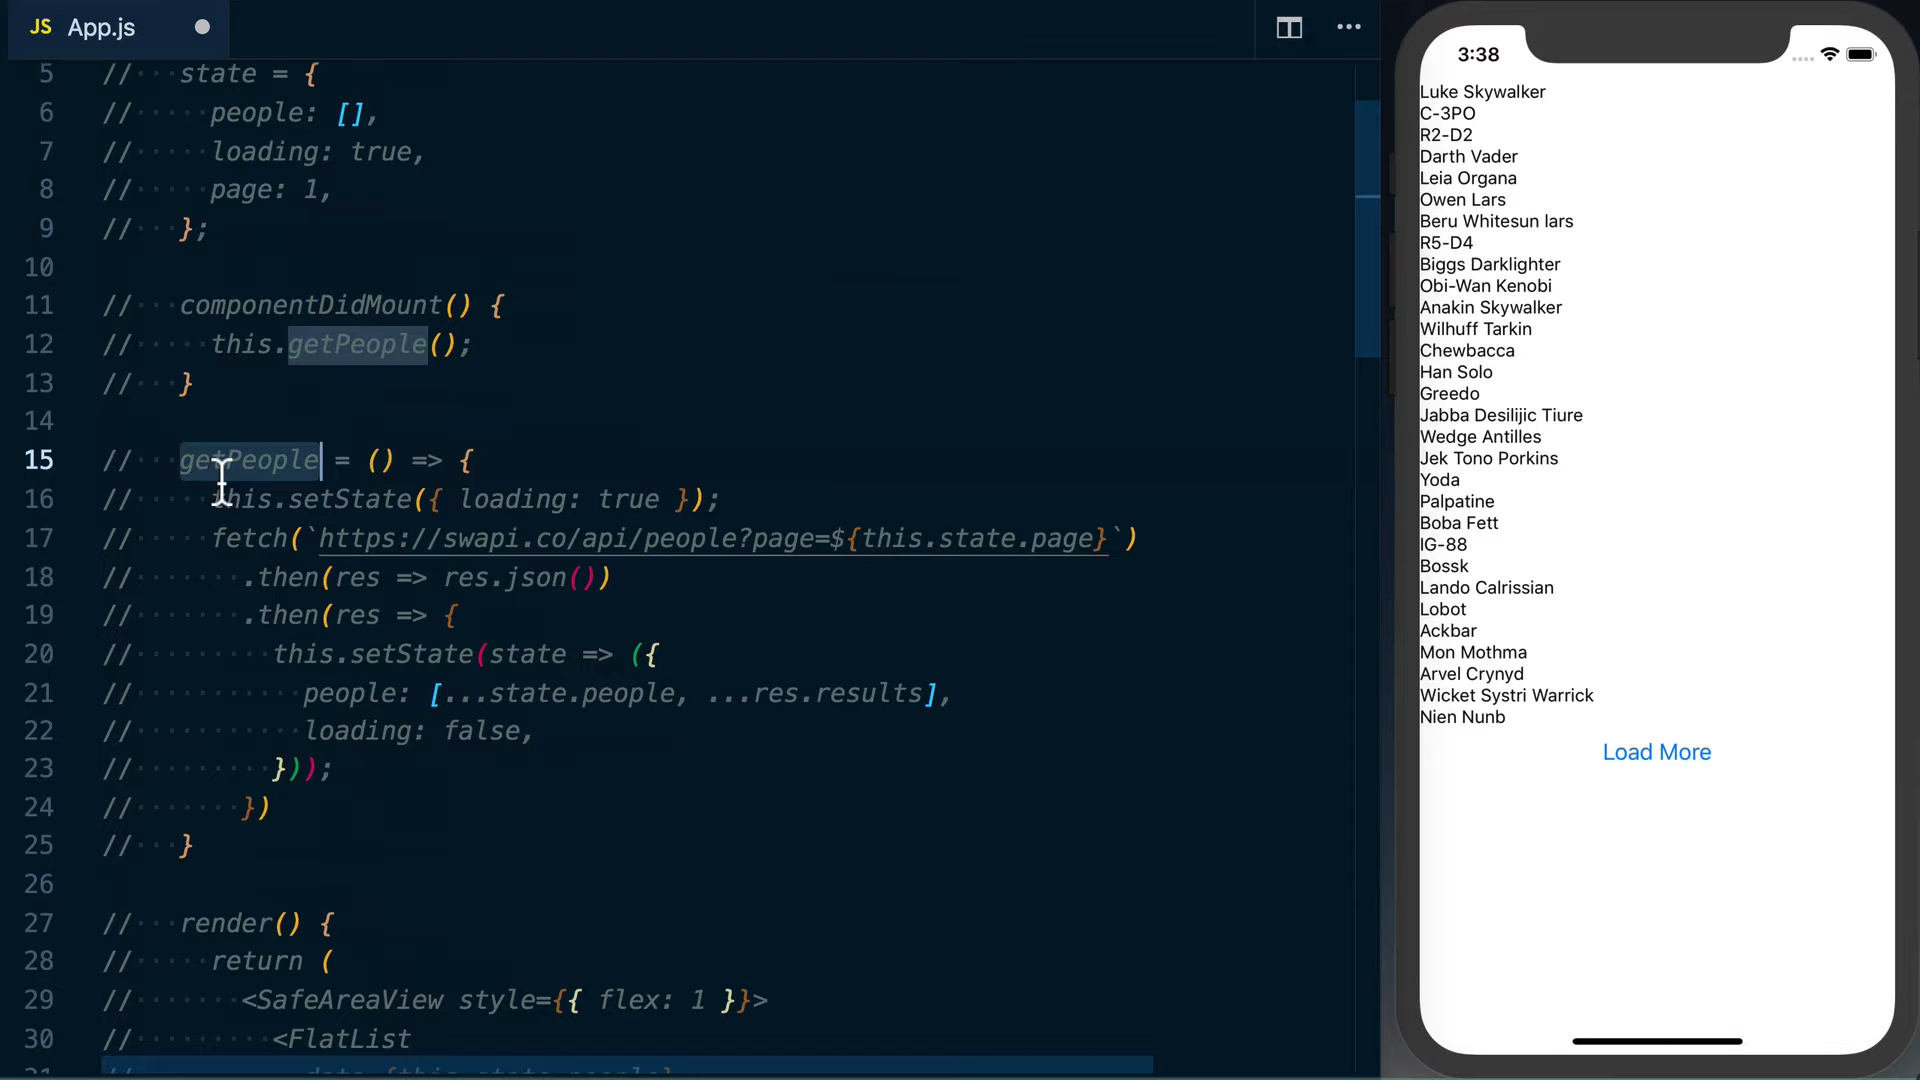 JS App.js
5 // state = {
6 // people: [],
7 // loading: true,
8 // page: 1,
9 // };
10
11 // componentDidMount() {
12 // this.getPeople();
13 // }
14
15 // getPeople = () => {
16 // this.setState({ loading: true });
17 // fetch(`https://swapi.co/api/people?page=${this.state.page}`)
18 // .then(res => res.json())
19 // .then(res => {
20 // this.setState(state => ({
21 // people: [...state.people, ...res.results],
22 // loading: false,
23 // }));
24 // })
25 // }
26
27 // render() {
28 // return (
29 // <SafeAreaView style={{ flex: 1 }}>
30 // <FlatList
31 // data={this.state.people}
3:38
Luke Skywalker
C-3PO
R2-D2
Darth Vader
Leia Organa
Owen Lars
Beru Whitesun lars
R5-D4
Biggs Darklighter
Obi-Wan Kenobi
Anakin Skywalker
Wilhuff Tarkin
Chewbacca
Han Solo
Greedo
Jabba Desilijic Tiure
Wedge Antilles
Jek Tono Porkins
Yoda
Palpatine
Boba Fett
IG-88
Bossk
Lando Calrissian
Lobot
Ackbar
Mon Mothma
Arvel Crynyd
Wicket Systri Warrick
Nien Nunb
Load More